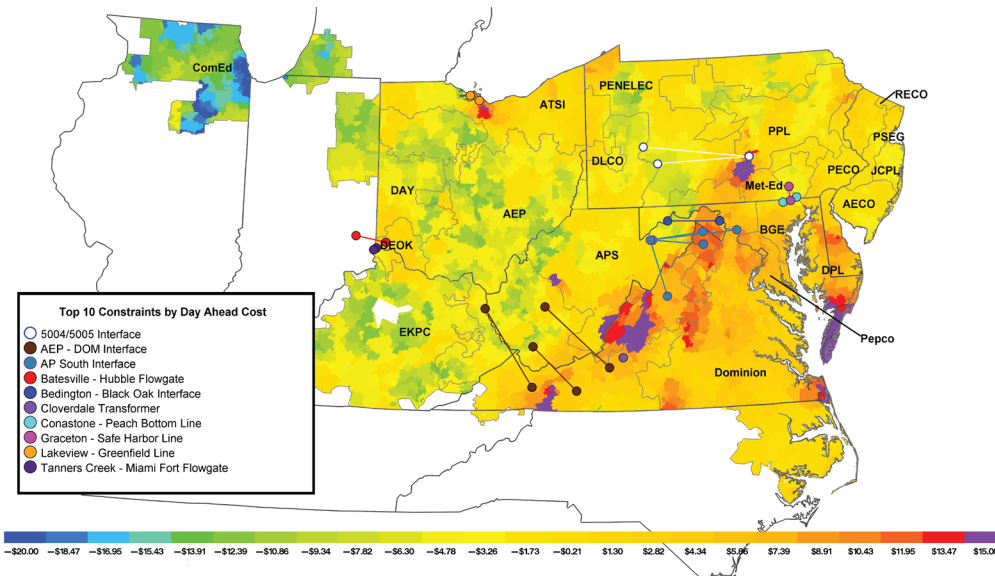 ComEd
PENELEC
ATSI
RECO
PPL
PSEG
DLCO
PECO
JCPL
Met-Ed
DAY
AECO
AEP
BGE
DEOK
APS
DPL
Top 10 Constraints by Day Ahead Cost
5004/5005 Interface
AEP - DOM Interface
AP South Interface
Batesville - Hubble Flowgate
Bedington - Black Oak Interface
Cloverdale Transformer
Conastone - Peach Bottom Line
Graceton - Safe Harbor Line
Lakeview - Greenfield Line
Tanners Creek - Miami Fort Flowgate
EKPC
Pepco
Dominion
–$20.00 –$18.47 –$16.95 –$15.43 –$13.91 –$12.39 –$10.86 –$9.34 –$7.82 –$6.30 –$4.78 –$3.26 –$1.73 –$0.21 $1.30 $2.82 $4.34 $5.86 $7.39 $8.91 $10.43 $11.95 $13.47 $15.00